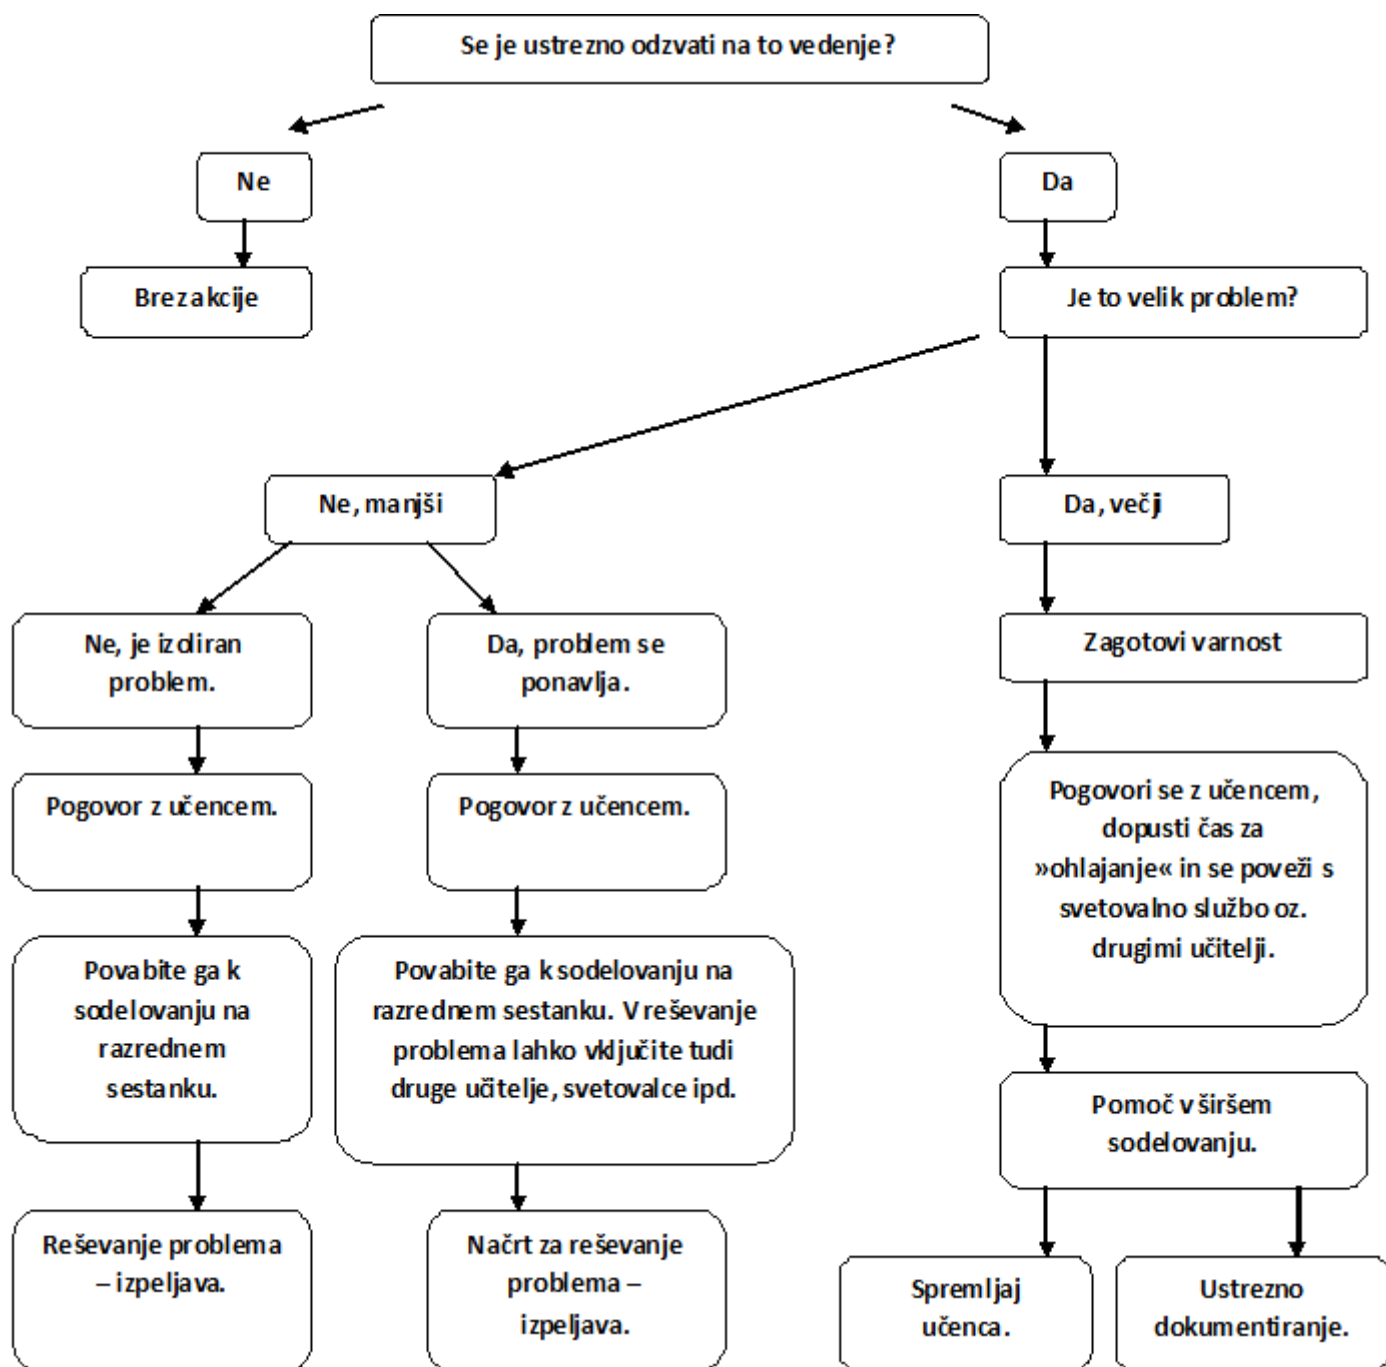 Se je ustrezno odzvati na to vedenje?
Ne
Da
Brez akcije
Je to velik problem?
Ne, manjši
Da, večji
Ne, je izoliran
problem.
Da, problem se
ponavlja.
Zagotovi varnost
Pogovor z učencem.
Pogovor z učencem.
Pogovori se z učencem,
dopusti čas za
»ohlajanje« in se poveži s
svetovalno službo oz.
drugimi učitelji.
Povabite ga k
sodelovanju na
razrednem
sestanku.
Povabite ga k sodelovanju na
razrednem sestanku. V reševanje
problema lahko vključite tudi
druge učitelje, svetovalce ipd.
Pomoč v širšem
sodelovanju.
Reševanje problema
– izpeljava.
Načrt za reševanje
problema –
izpeljava.
Spremljaj
učenca.
Ustrezno
dokumentiranje.